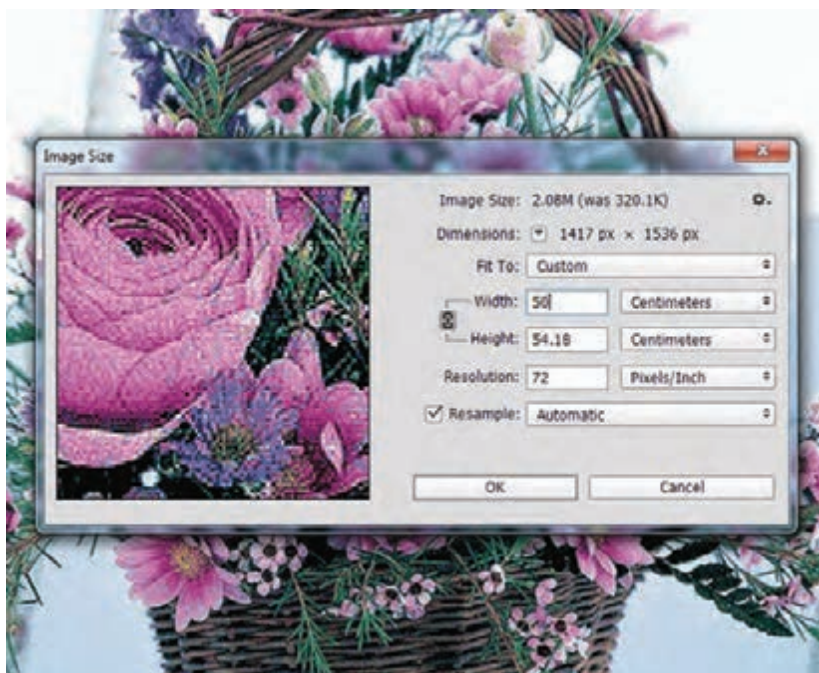 Image Size
Image Size: 2.08M (was 320.1K)
Dimensions: 1417 px × 1536 px
Fit To: Custom
Width: 50 Centimeters
Height: 54.18 Centimeters
Resolution: 72 Pixels/Inch
Resample: Automatic
OK Cancel